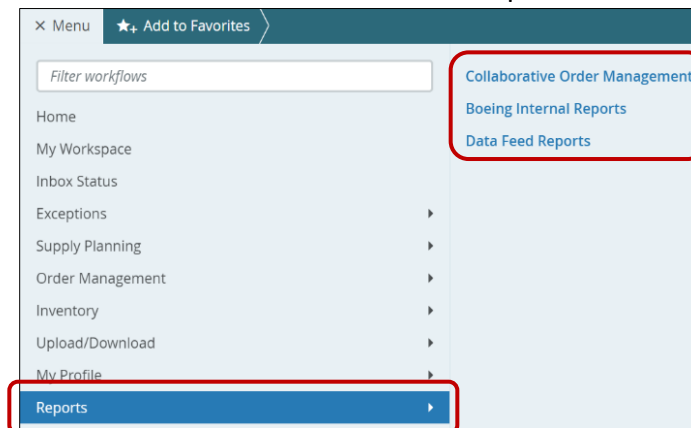 × Menu
★+ Add to Favorites
Filter workflows
Home
My Workspace
Inbox Status
Exceptions
Supply Planning
Order Management
Inventory
Upload/Download
My Profile
Reports
Collaborative Order Management
Boeing Internal Reports
Data Feed Reports